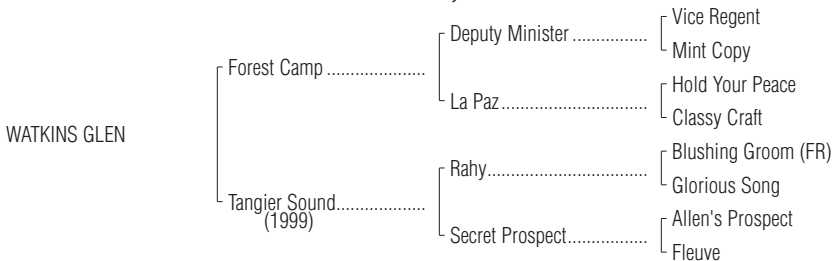 Vice Regent
Deputy Minister ................
Mint Copy
Forest Camp .....................
Hold Your Peace
La Paz...............................
Classy Craft
WATKINS GLEN
Blushing Groom (FR)
Rahy..................................
Glorious Song
Tangier Sound...................
(1999)
Allen's Prospect
Secret Prospect.................
Fleuve